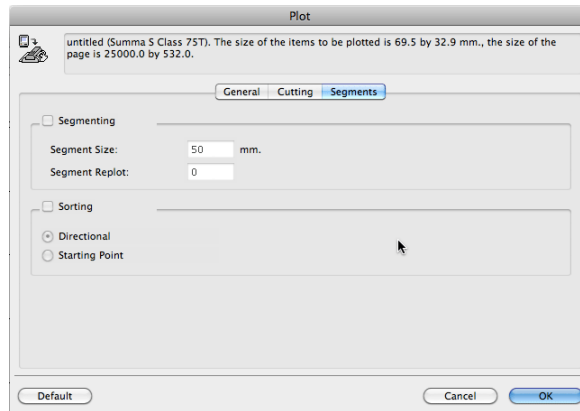 Plot
untitled (Summa S Class 75T). The size of the items to be plotted is 69.5 by 32.9 mm., the size of the
page is 25000.0 by 532.0.
General Cutting Segments
Segmenting
Segment Size: 50 mm.
Segment Replot: 0
Sorting
Directional
Starting Point
Default Cancel OK